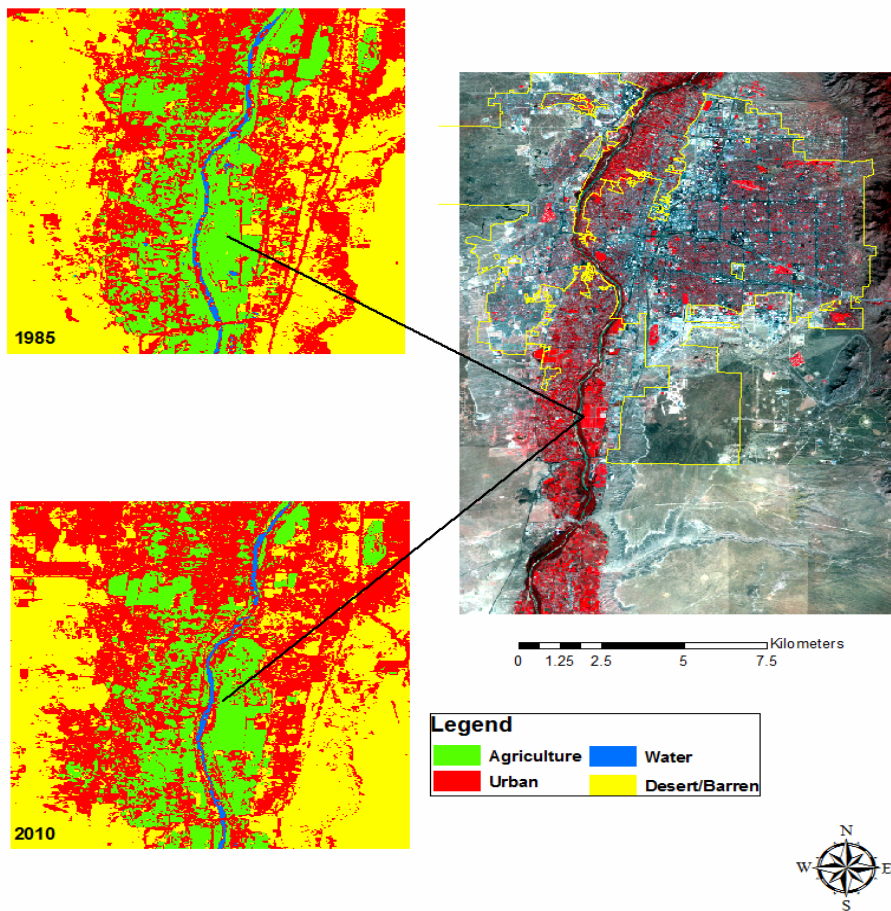 1985
2010
Kilometers
0 1.25 2.5 5 7.5
Legend
Agriculture Water
Urban Desert/Barren
N
W E
S